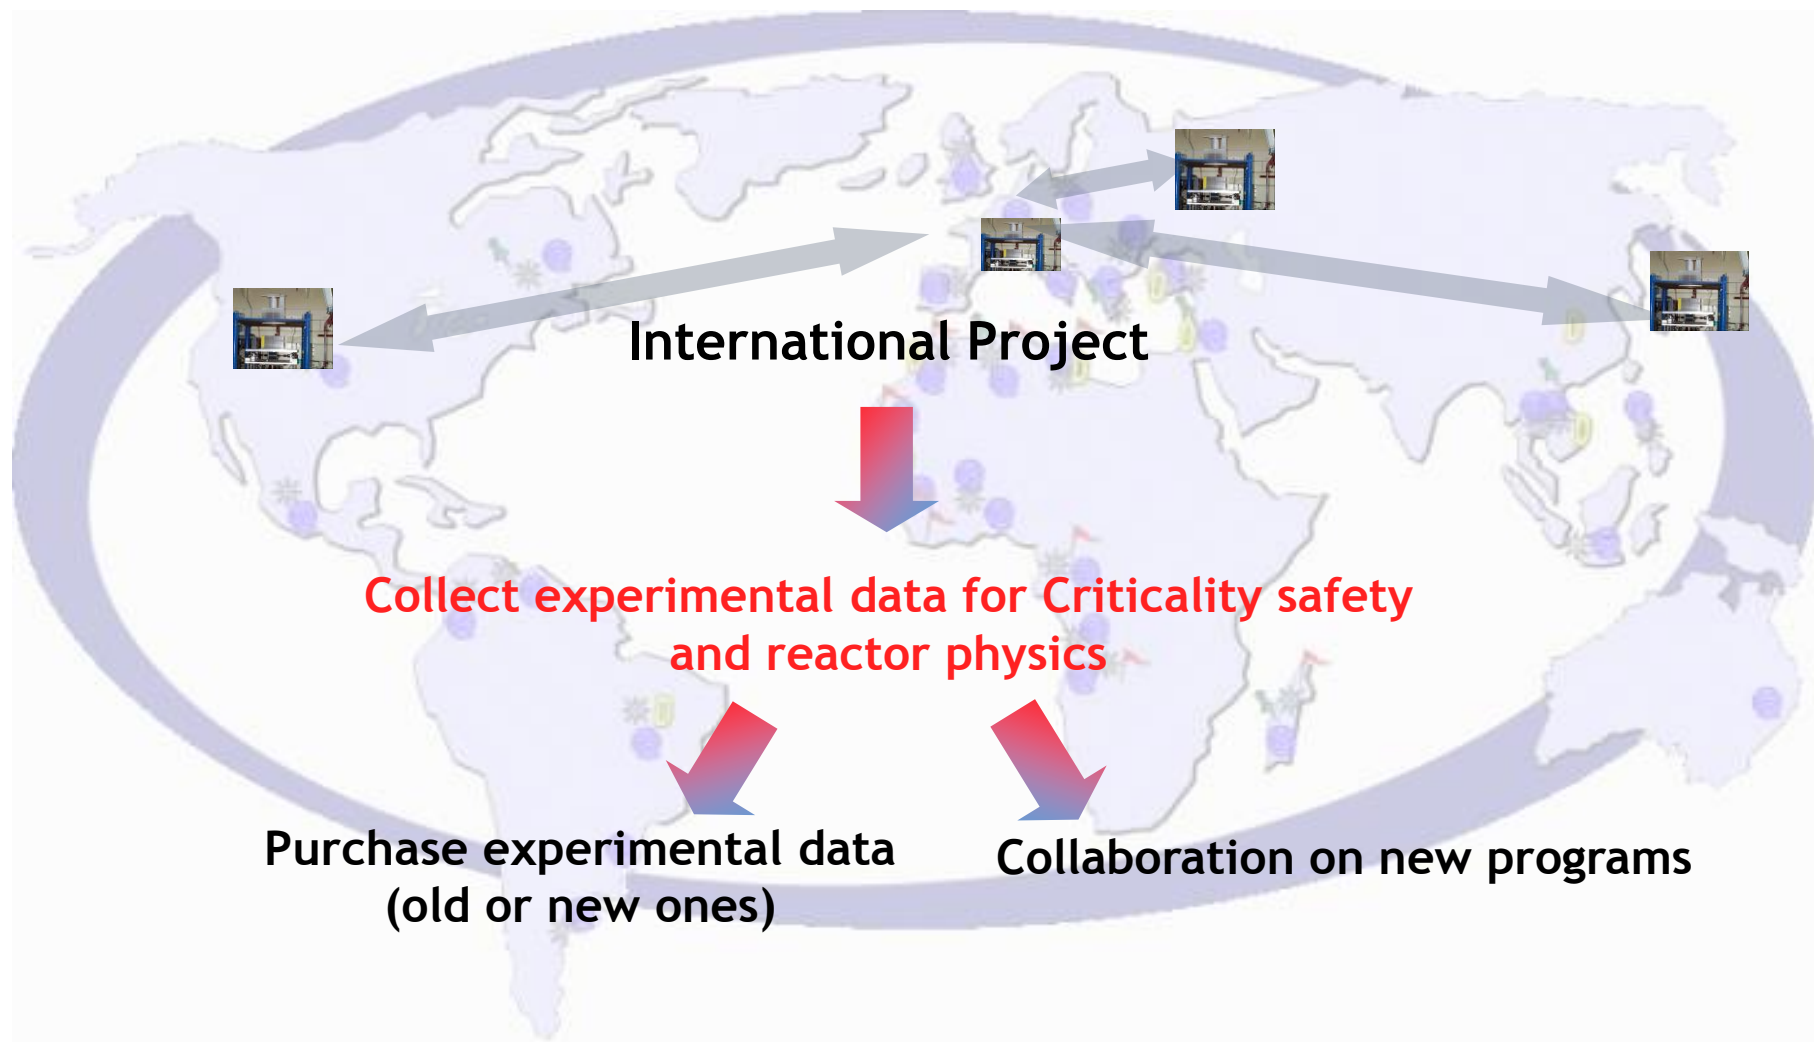 International Project
Collect experimental data for Criticality safety
and reactor physics
Purchase experimental data
(old or new ones)
Collaboration on new programs